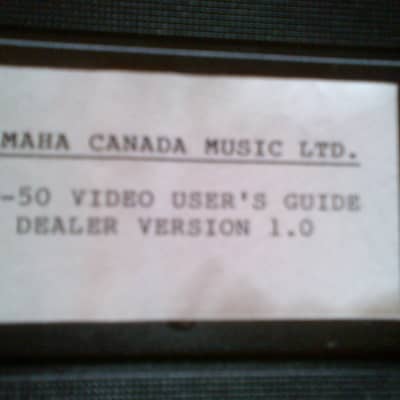 MAHA CANADA MUSIC LTD.
-50 VIDEO USER'S GUIDE
DEALER VERSION 1.0